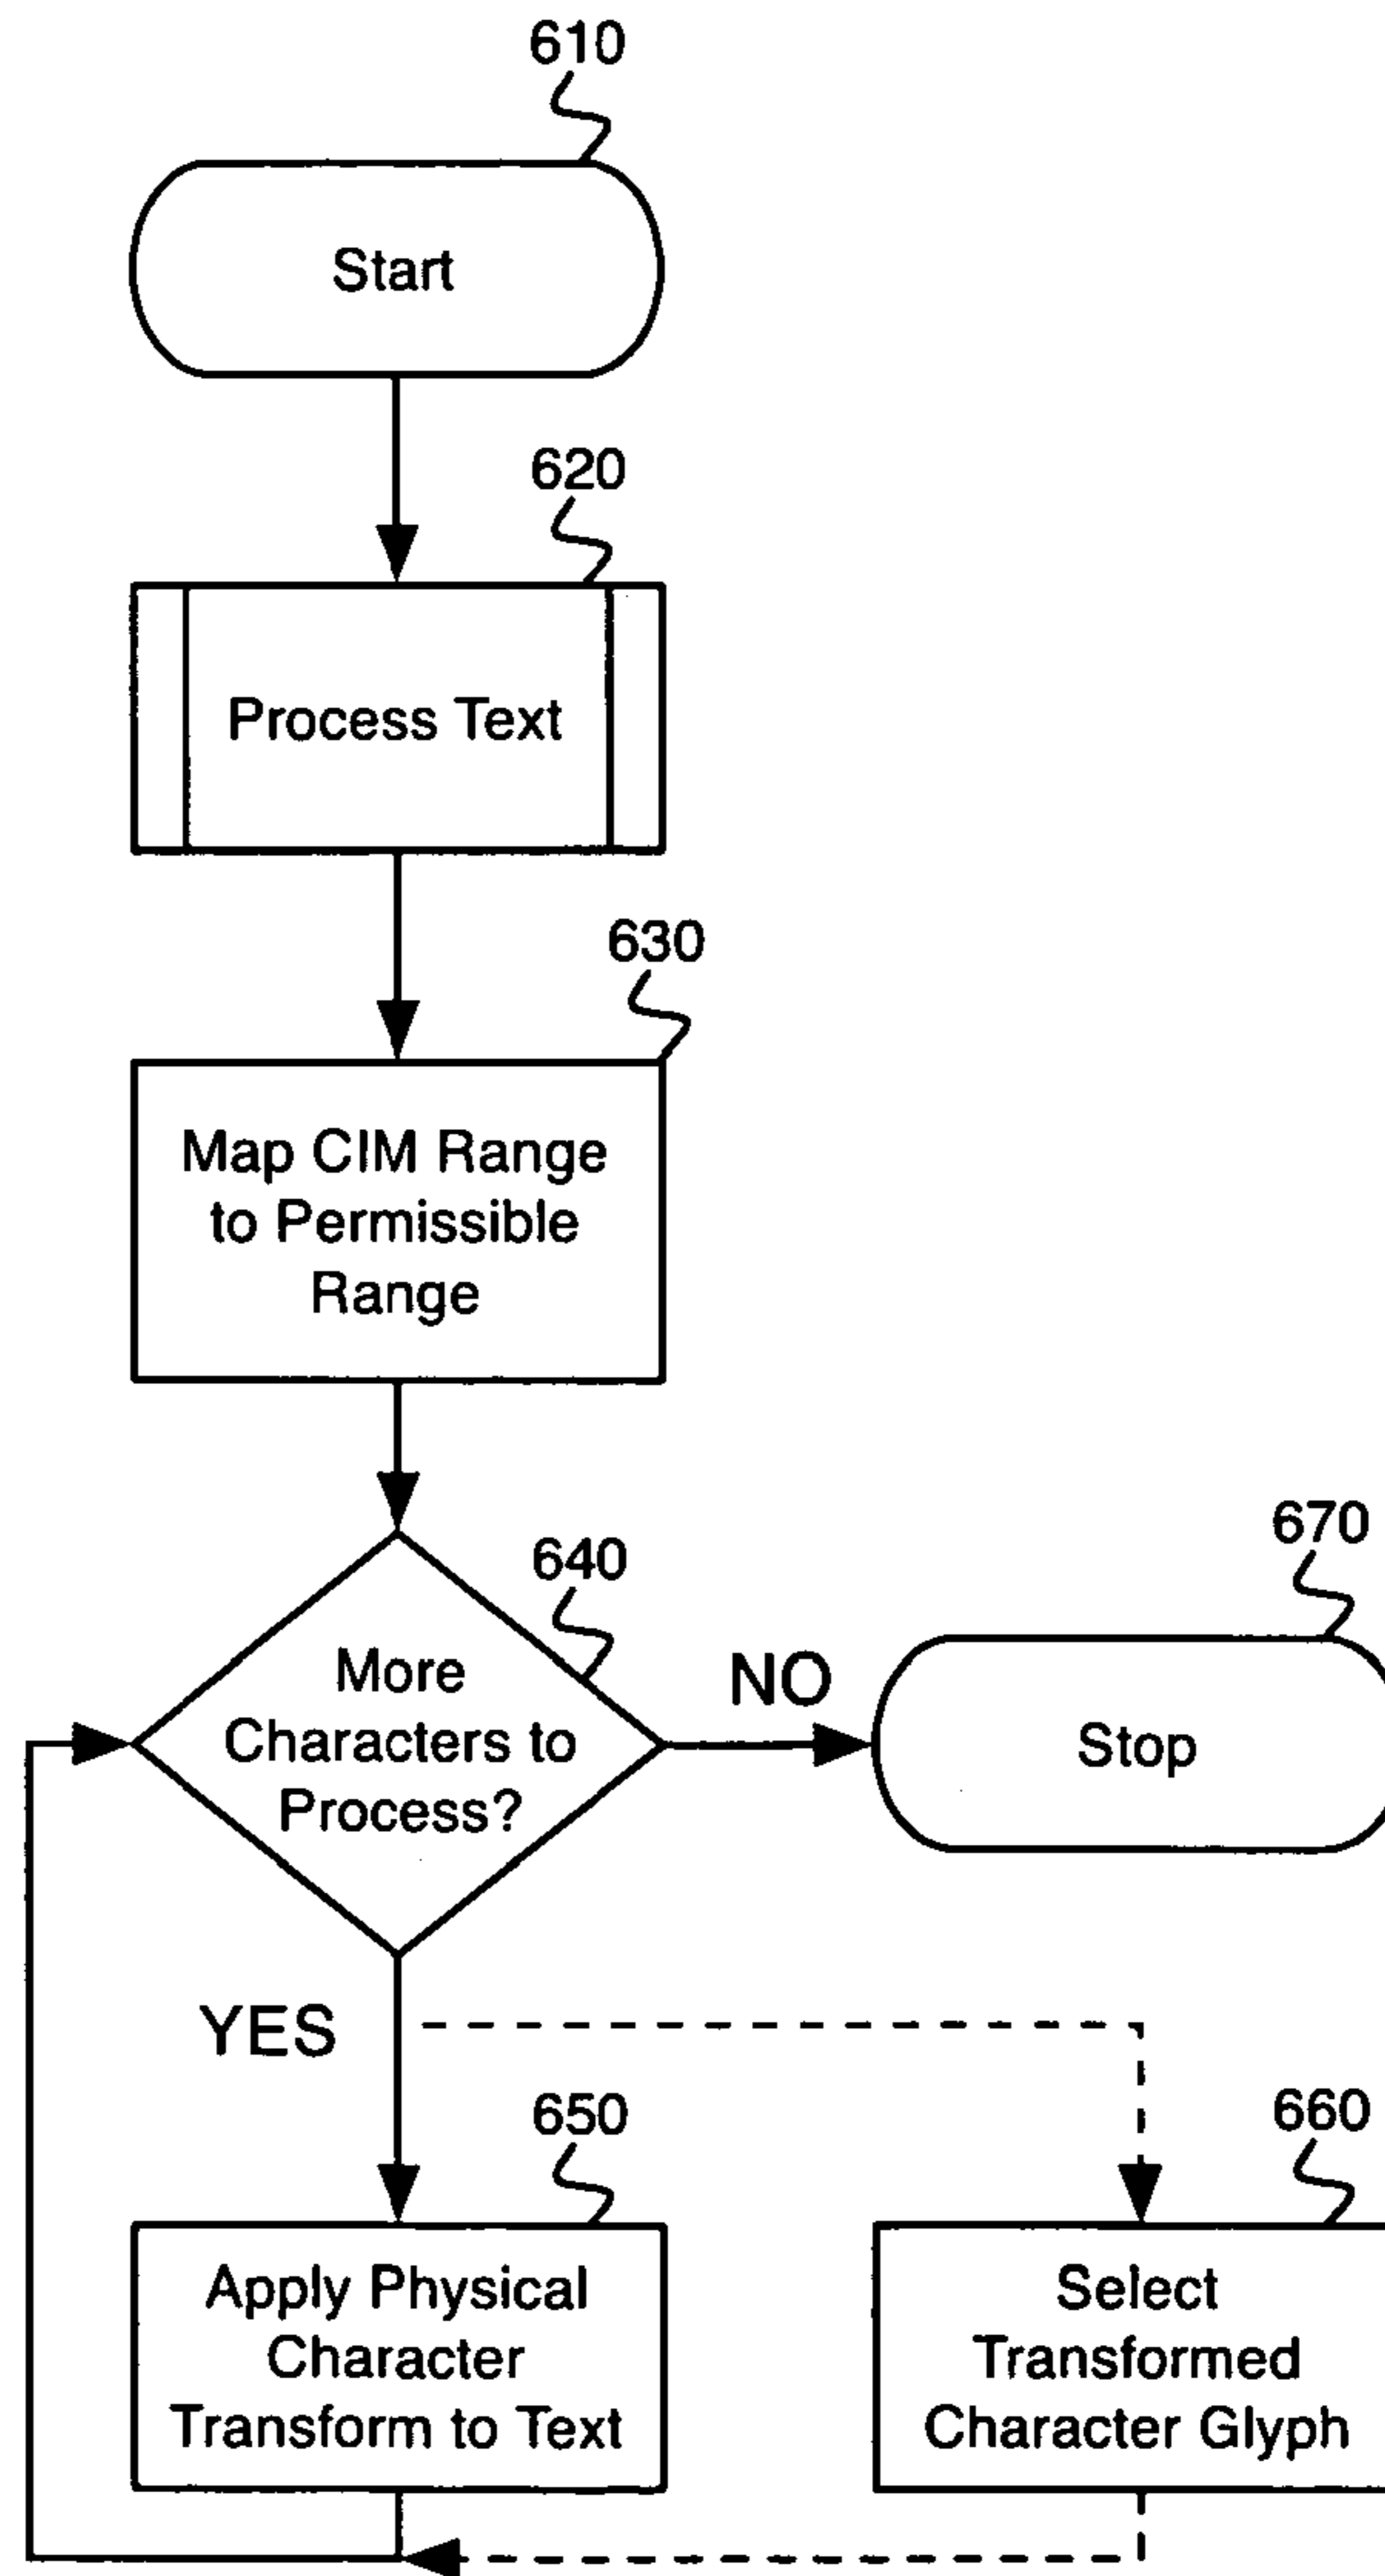 610
Start
620
Process Text
630
Map CIM Range
to Permissible
Range
640
More
Characters to
Process?
NO
670
Stop
YES
650
Apply Physical
Character
Transform to Text
660
Select
Transformed
Character Glyph